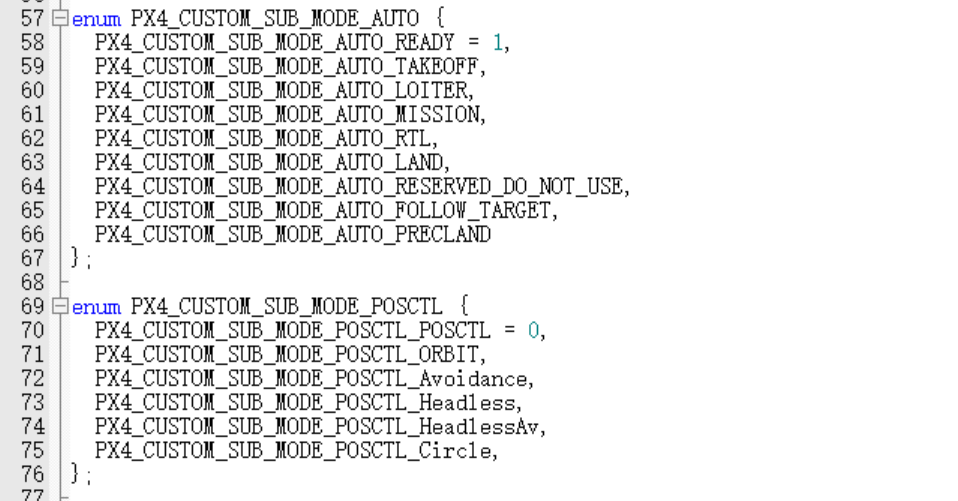 57 enum PX4_CUSTOM_SUB_MODE_AUTO {
58 PX4_CUSTOM_SUB_MODE_AUTO_READY = 1,
59 PX4_CUSTOM_SUB_MODE_AUTO_TAKEOFF,
60 PX4_CUSTOM_SUB_MODE_AUTO_LOITER,
61 PX4_CUSTOM_SUB_MODE_AUTO_MISSION,
62 PX4_CUSTOM_SUB_MODE_AUTO_RTL,
63 PX4_CUSTOM_SUB_MODE_AUTO_LAND,
64 PX4_CUSTOM_SUB_MODE_AUTO_RESERVED_DO_NOT_USE,
65 PX4_CUSTOM_SUB_MODE_AUTO_FOLLOW_TARGET,
66 PX4_CUSTOM_SUB_MODE_AUTO_PRECLAND
67 };
68
69 enum PX4_CUSTOM_SUB_MODE_POSCTL {
70 PX4_CUSTOM_SUB_MODE_POSCTL_POSCTL = 0,
71 PX4_CUSTOM_SUB_MODE_POSCTL_ORBIT,
72 PX4_CUSTOM_SUB_MODE_POSCTL_Avoidance,
73 PX4_CUSTOM_SUB_MODE_POSCTL_Headless,
74 PX4_CUSTOM_SUB_MODE_POSCTL_HeadlessAv,
75 PX4_CUSTOM_SUB_MODE_POSCTL_Circle,
76 };
77